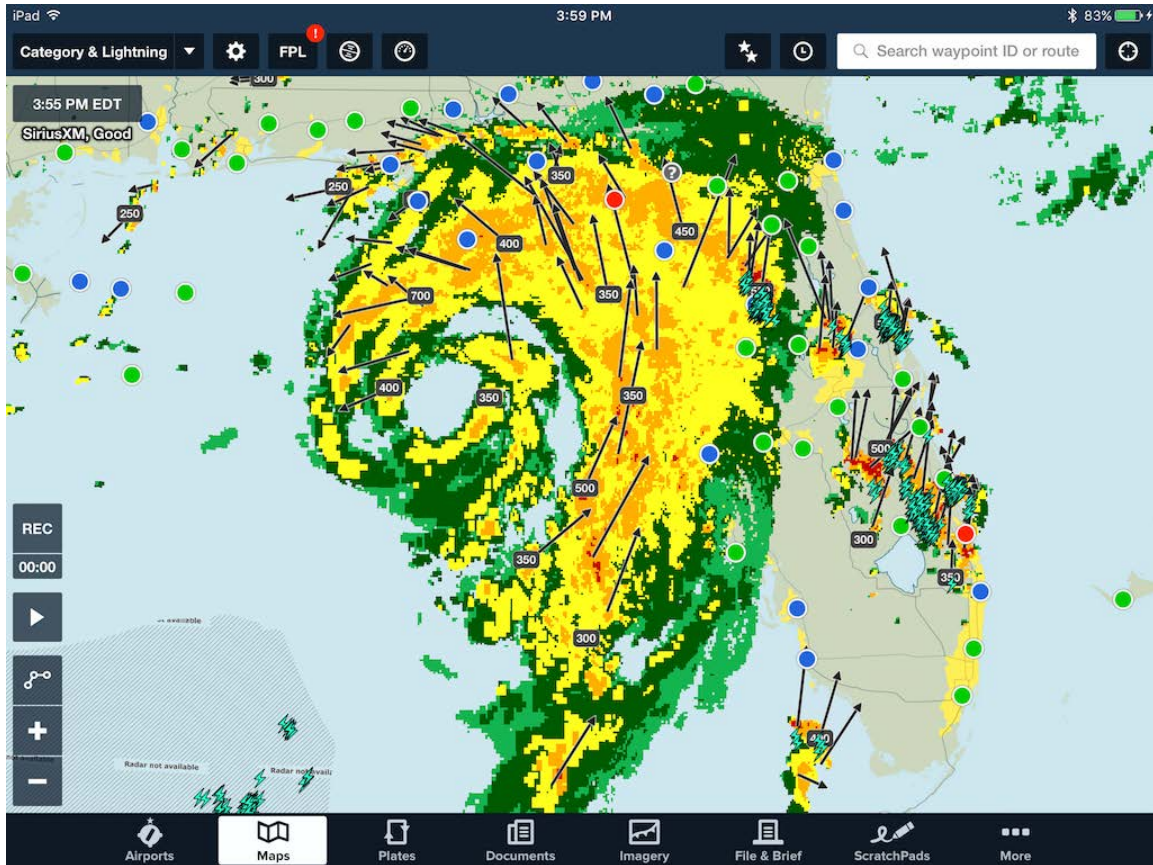 iPad
3:59 PM
83%
Category & Lightning
FPL
!
Search waypoint ID or route
300
3:55 PM EDT
SiriusXM, Good
250
350
250
?
400
450
700
350
400
350
350
500
500
350
300
350
300
REC
00:00
available
Radar not available
Radar not avail
Airports
Maps
Plates
Documents
Imagery
File & Brief
ScratchPads
More